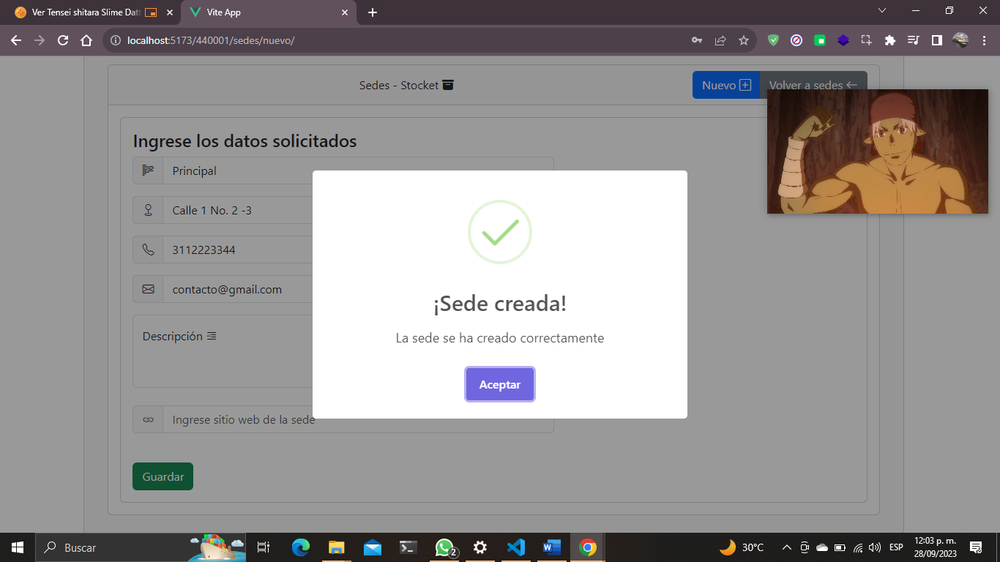 Ver Tensei shitara Slime Datt
Vite App
localhost:5173/440001/sedes/nuevo/
Sedes - Stocket
Nuevo
Volver a sedes
Ingrese los datos solicitados
Principal
Calle 1 No. 2 -3
3112223344
contacto@gmail.com
Descripción
Ingrese sitio web de la sede
Guardar
¡Sede creada!
La sede se ha creado correctamente
Aceptar
Buscar
2
30°C
ESP
12:03 p. m.
28/09/2023